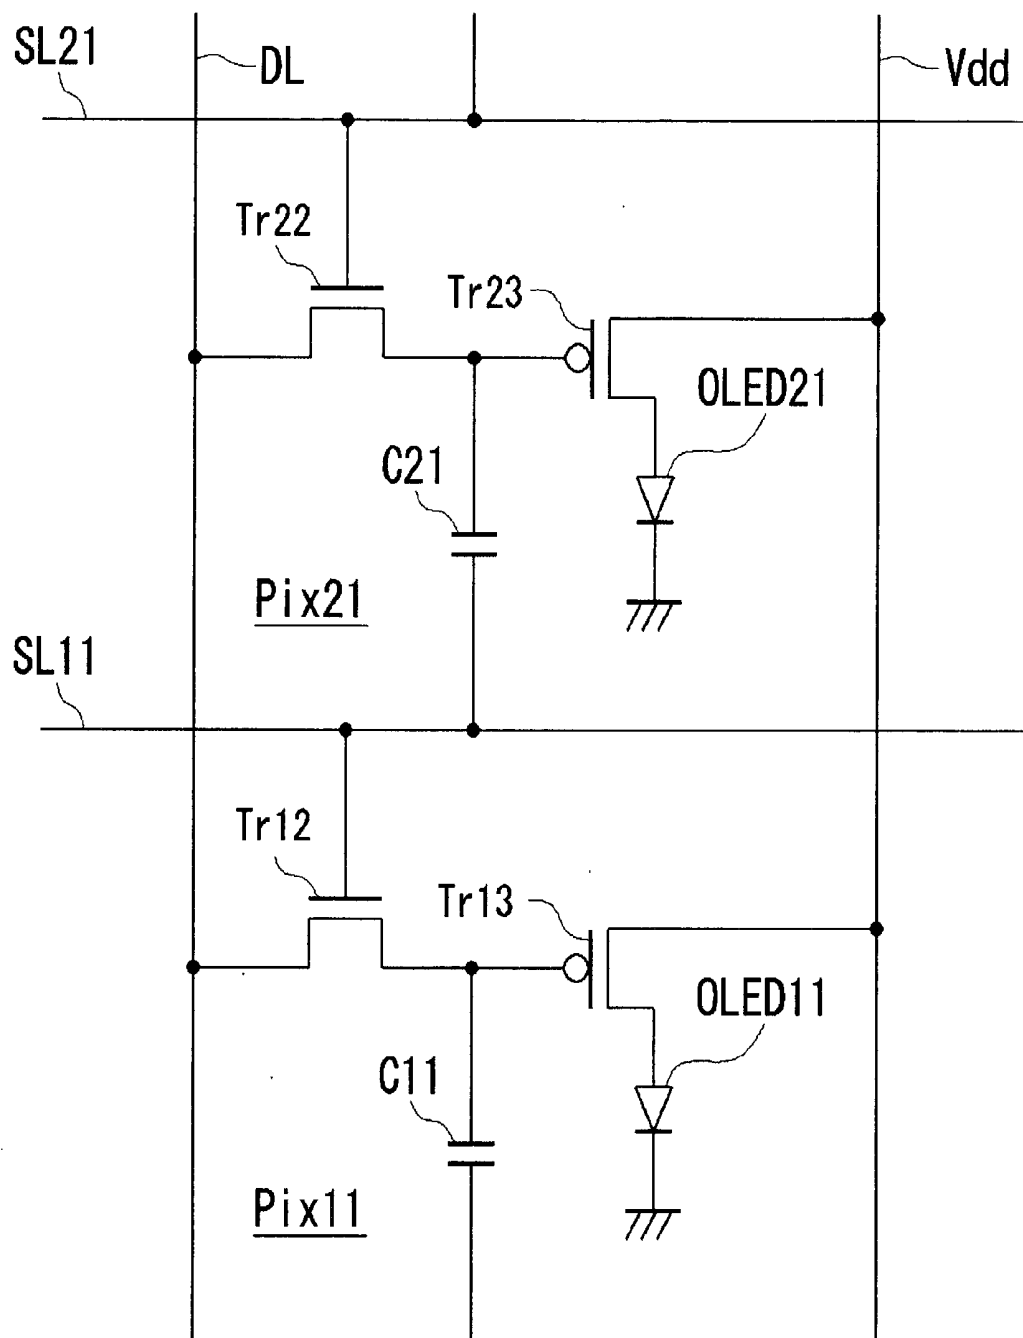 SL21
DL
Vdd
Tr22
Tr23
OLED21
C21
Pix21
SL11
Tr12
Tr13
OLED11
C11
Pix11